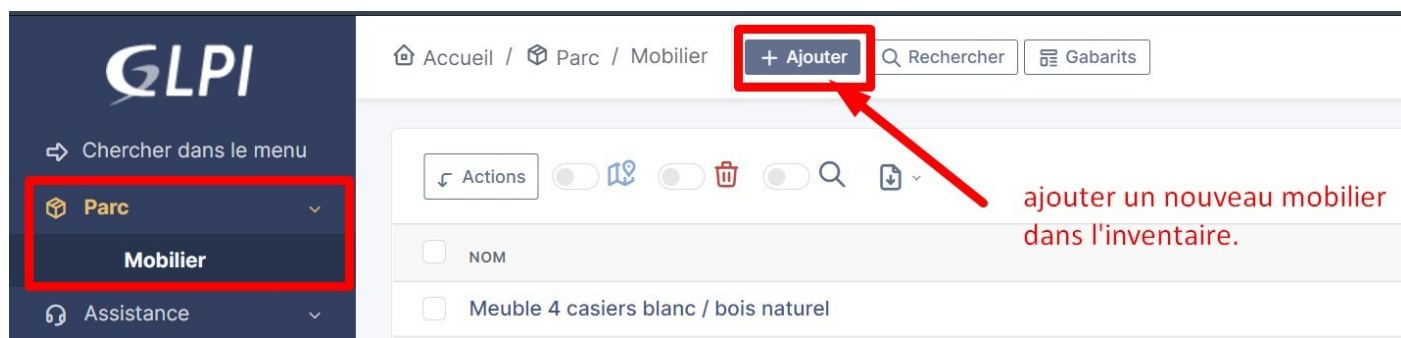 GLPI
Accueil / Parc / Mobilier + Ajouter Rechercher Gabarits
Chercher dans le menu
Parc
Mobilier
Assistance
Actions
ajouter un nouveau mobilier
dans l'inventaire.
NOM
Meuble 4 casiers blanc / bois naturel